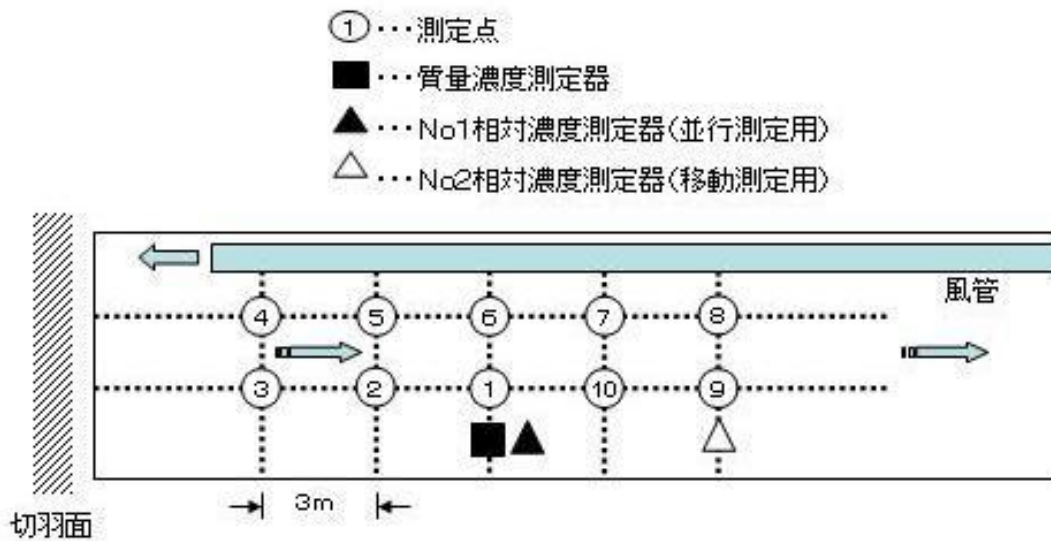 ①･･･測定点
■･･･質量濃度測定器
▲･･･No1相対濃度測定器(並行測定用)
△･･･No2相対濃度測定器(移動測定用)
風管
④ ⑤ ⑥ ⑦ ⑧
③ ② ① ⑩ ⑨
3m
切羽面